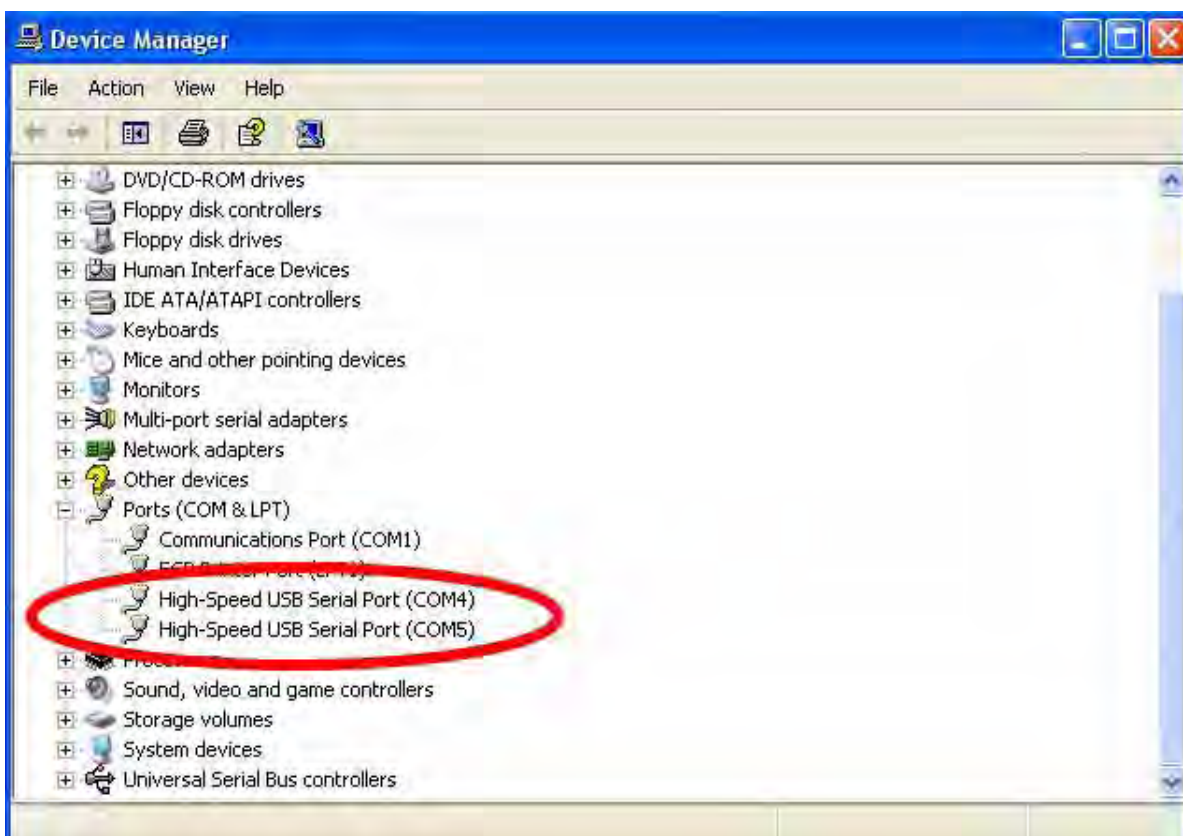 Device Manager
File Action View Help
DVD/CD-ROM drives
Floppy disk controllers
Floppy disk drives
Human Interface Devices
IDE ATA/ATAPI controllers
Keyboards
Mice and other pointing devices
Monitors
Multi-port serial adapters
Network adapters
Other devices
Ports (COM & LPT)
Communications Port (COM1)
Port (LPT1)
High-Speed USB Serial Port (COM4)
High-Speed USB Serial Port (COM5)
Sound, video and game controllers
Storage volumes
System devices
Universal Serial Bus controllers